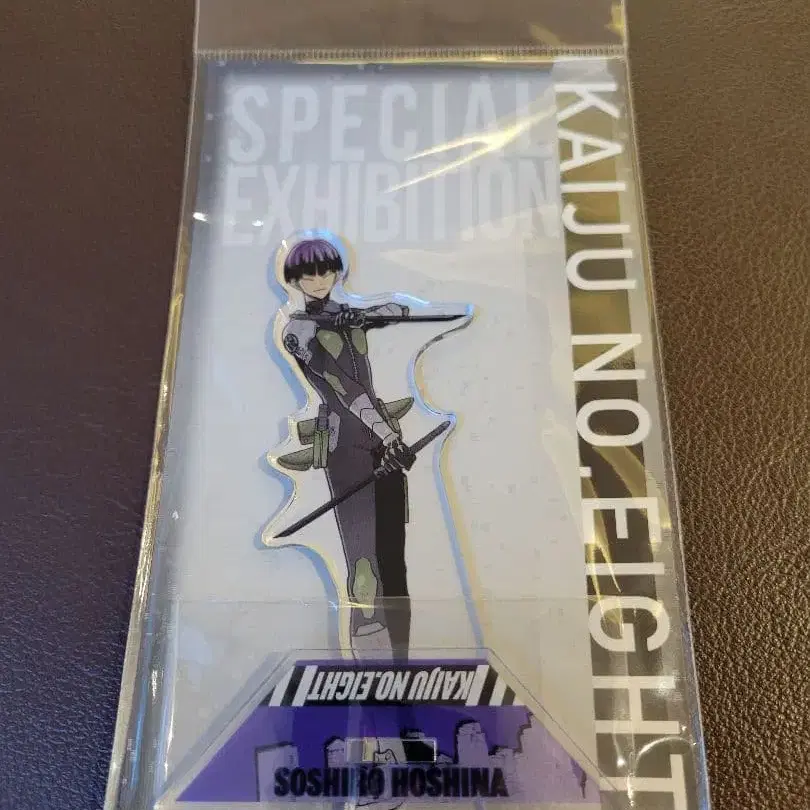 SPECIAL
EXHIBITION
KAIJU NO.EIGHT
KAIJU NO.EIGHT
SOSHIRO HOSHINA